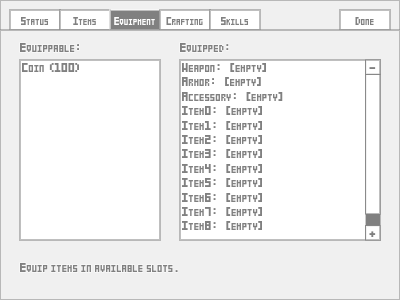 Status Items Equipment Crafting Skills Done
Equippable: Equipped:
Coin (100)
Weapon: [empty]
Armor: [empty]
Accessory: [empty]
Item0: [empty]
Item1: [empty]
Item2: [empty]
Item3: [empty]
Item4: [empty]
Item5: [empty]
Item6: [empty]
Item7: [empty]
Item8: [empty]
-
+
Equip items in available slots.